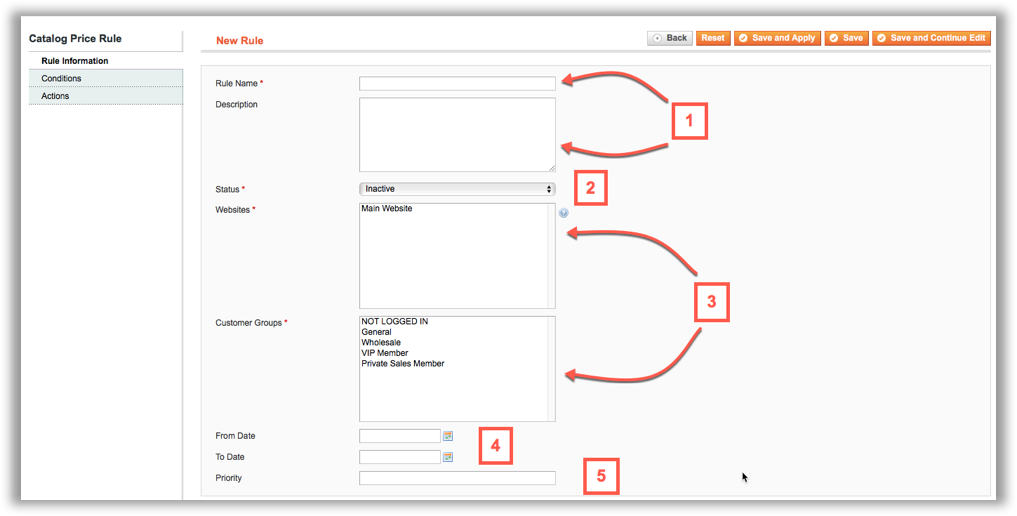 Catalog Price Rule
Rule Information
Conditions
Actions
New Rule
Back
Reset
Save and Apply
Save
Save and Continue Edit
Rule Name *
1
Description
Status *
Inactive
2
Websites *
Main Website
3
Customer Groups *
NOT LOGGED IN
General
Wholesale
VIP Member
Private Sales Member
From Date
4
To Date
Priority
5